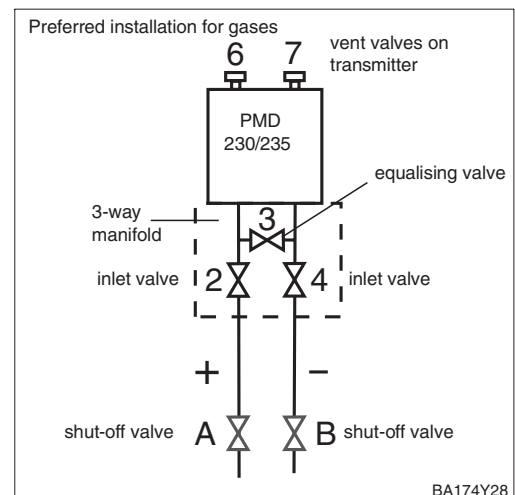 Preferred installation for gases
6
7
vent valves on
transmitter
PMD
230/235
equalising valve
3-way
manifold
3
inlet valve
2
4
inlet valve
+
–
shut-off valve
A
B
shut-off valve
BA174Y28